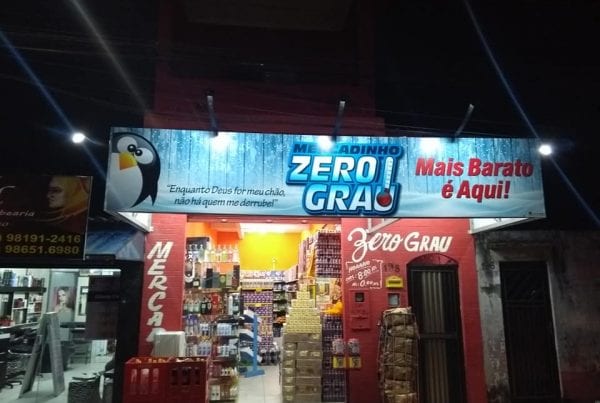 MERCADINHO
ZERO
GRAU
Mais Barato
é Aqui!
"Enquanto Deus for meu chão,
não há quem me derrube!"
98191-2416
98651.6980
MERCA
Zero GRAU